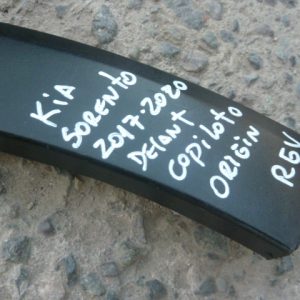 KiA
SORENTO
2017-2020
DELANT
COPILOTO
ORIGIN
REV